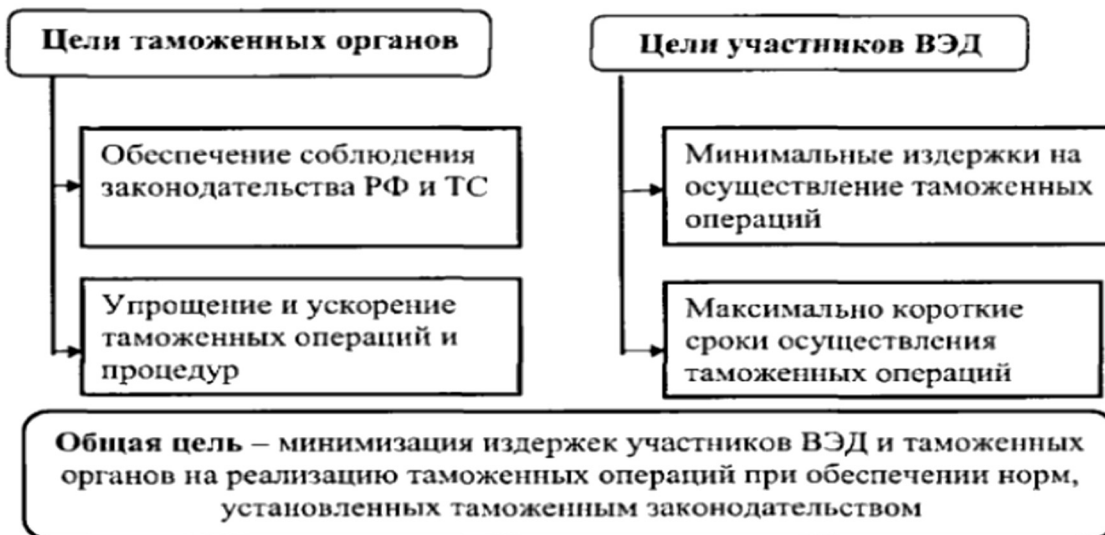 Цели таможенных органов
Обеспечение соблюдения
законодательства РФ и ТС
Упрощение и ускорение
таможенных операций и
процедур
Цели участников ВЭД
Минимальные издержки на
осуществление таможенных
операций
Максимально короткие
сроки осуществления
таможенных операций
Общая цель – минимизация издержек участников ВЭД и таможенных
органов на реализацию таможенных операций при обеспечении норм,
установленных таможенным законодательством